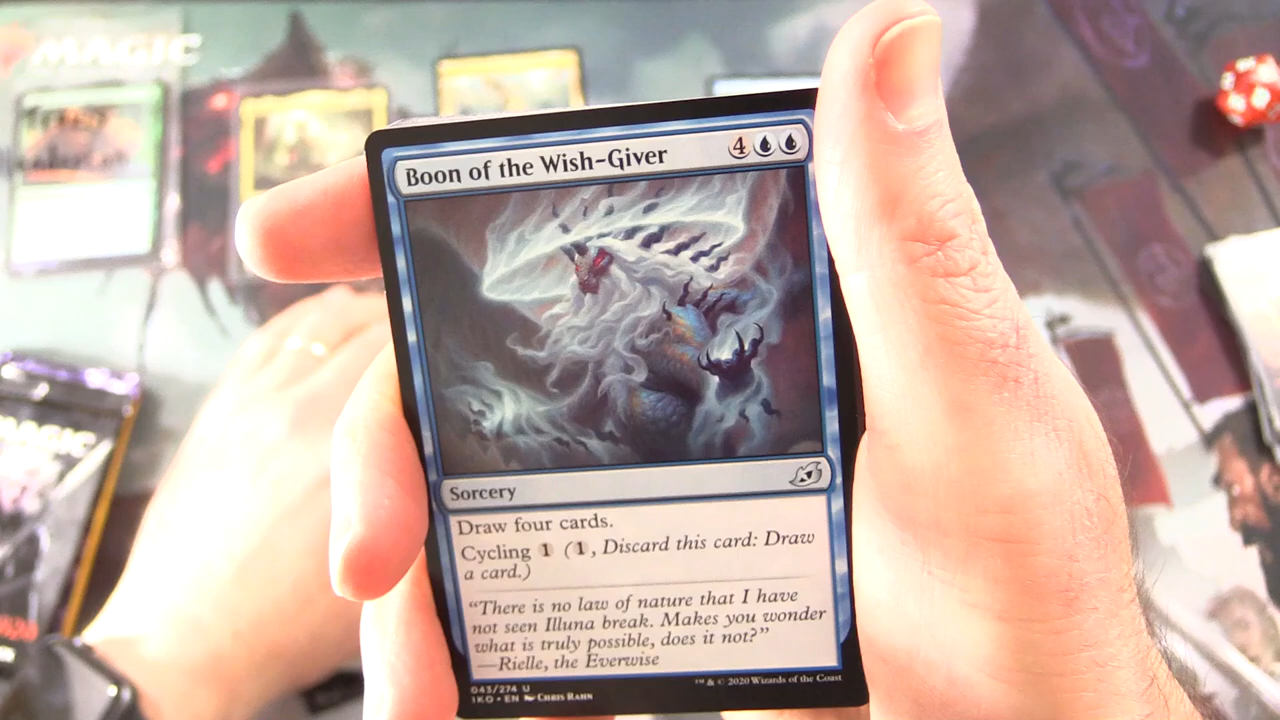 MAGIC
Boon of the Wish-Giver 4
Sorcery
Draw four cards.
Cycling 1 (1, Discard this card: Draw
a card.)
“There is no law of nature that I have
not seen Illuna break. Makes you wonder
what is truly possible, does it not?”
—Rielle, the Everwise
043/274 U
IKO • EN Chris Rahn
™ & © 2020 Wizards of the Coast
MAGIC